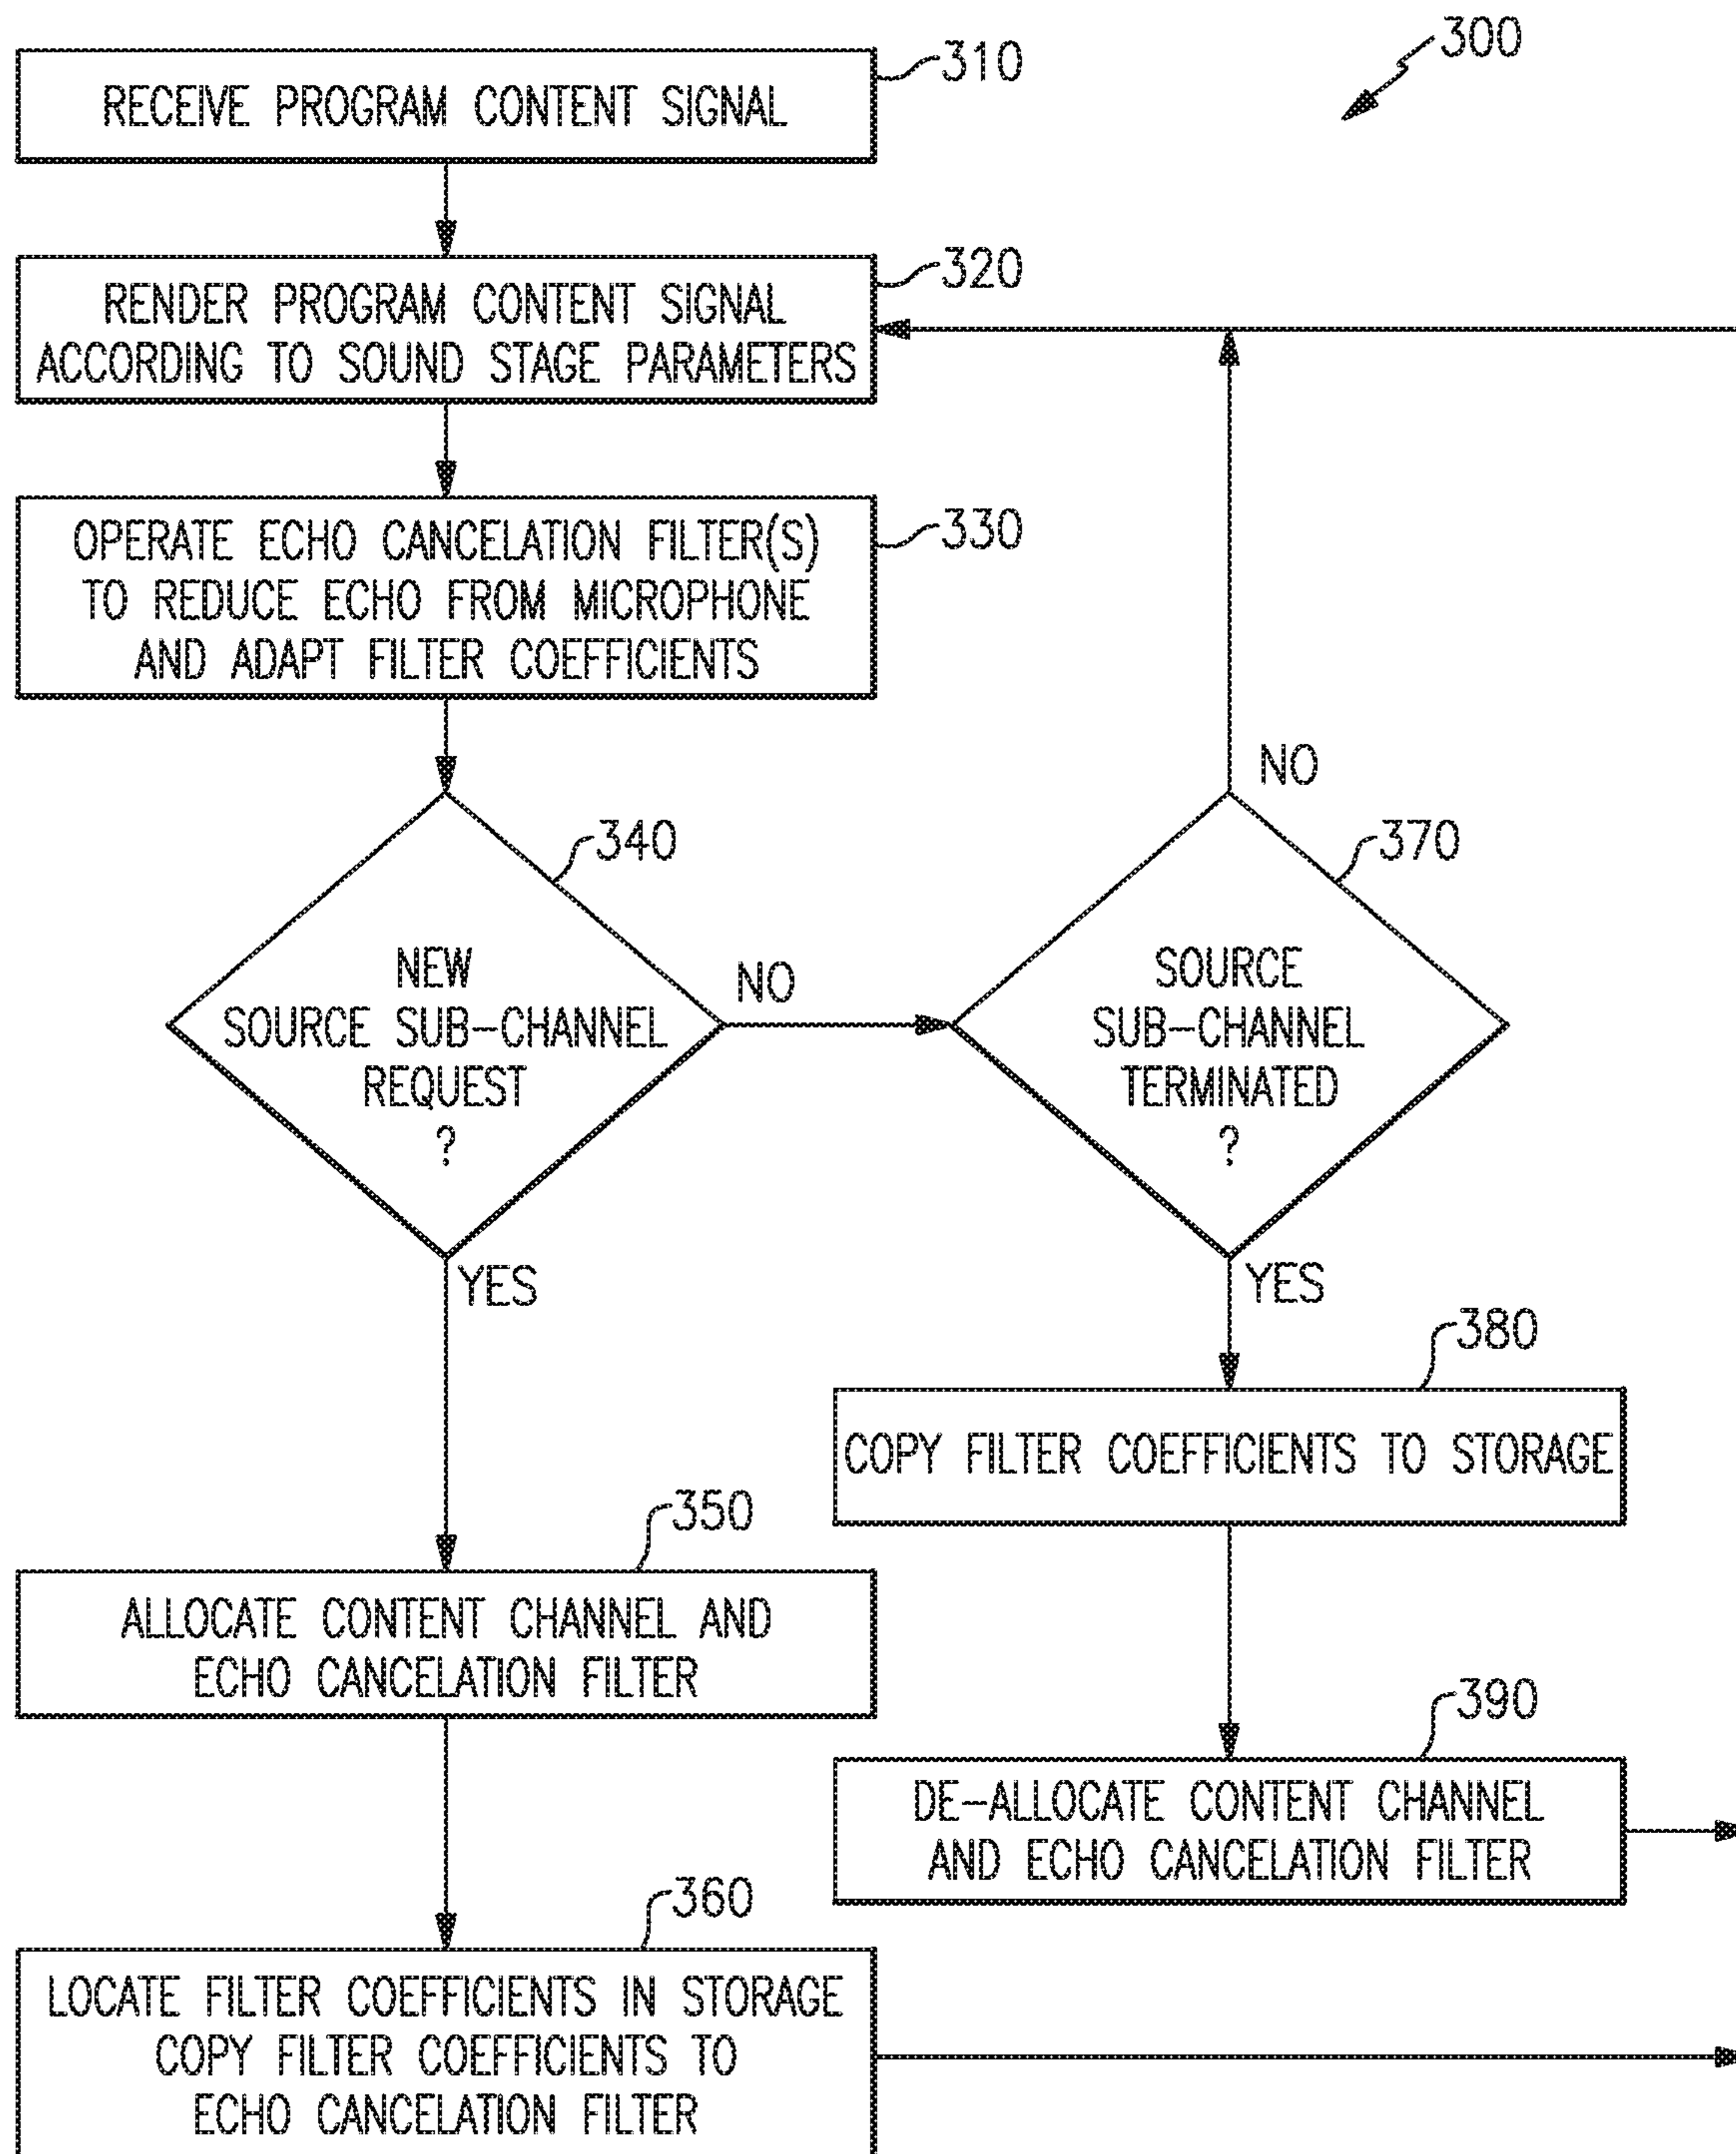 300
310
RECEIVE PROGRAM CONTENT SIGNAL
320
RENDER PROGRAM CONTENT SIGNAL
ACCORDING TO SOUND STAGE PARAMETERS
330
OPERATE ECHO CANCELATION FILTER(S)
TO REDUCE ECHO FROM MICROPHONE
AND ADAPT FILTER COEFFICIENTS
340
NEW
SOURCE SUB-CHANNEL
REQUEST
?
NO
YES
370
SOURCE
SUB-CHANNEL
TERMINATED
?
NO
YES
350
ALLOCATE CONTENT CHANNEL AND
ECHO CANCELATION FILTER
360
LOCATE FILTER COEFFICIENTS IN STORAGE
COPY FILTER COEFFICIENTS TO
ECHO CANCELATION FILTER
380
COPY FILTER COEFFICIENTS TO STORAGE
390
DE-ALLOCATE CONTENT CHANNEL
AND ECHO CANCELATION FILTER